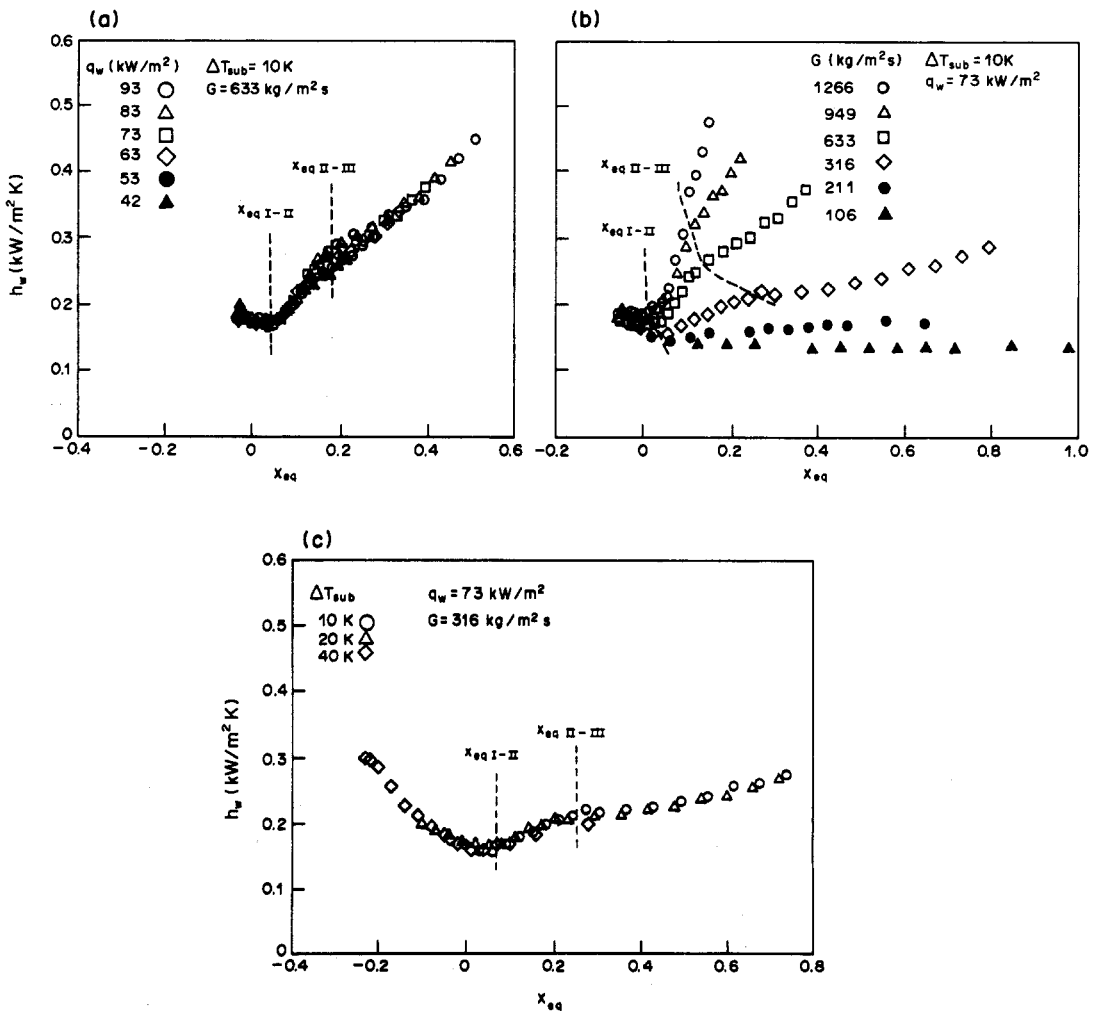 (a)
0.6
0.5
0.4
0.3
0.2
0.1
0
h_w (kW/m² K)
q_w (kW/m²)
93
83
73
63
53
42
ΔT_sub = 10 K
G = 633 kg/m² s
x_eq I-II
x_eq II-III
-0.4 -0.2 0 0.2 0.4 0.6
x_eq
(b)
G (kg/m² s)
1266
949
633
316
211
106
ΔT_sub = 10K
q_w = 73 kW/m²
x_eq II-III
x_eq I-II
-0.2 0 0.2 0.4 0.6 0.8 1.0
x_eq
(c)
0.6
0.5
0.4
0.3
0.2
0.1
0
h_w (kW/m² K)
ΔT_sub
10 K
20 K
40 K
q_w = 73 kW/m²
G = 316 kg/m² s
x_eq I-II
x_eq II-III
-0.4 -0.2 0 0.2 0.4 0.6 0.8
x_eq